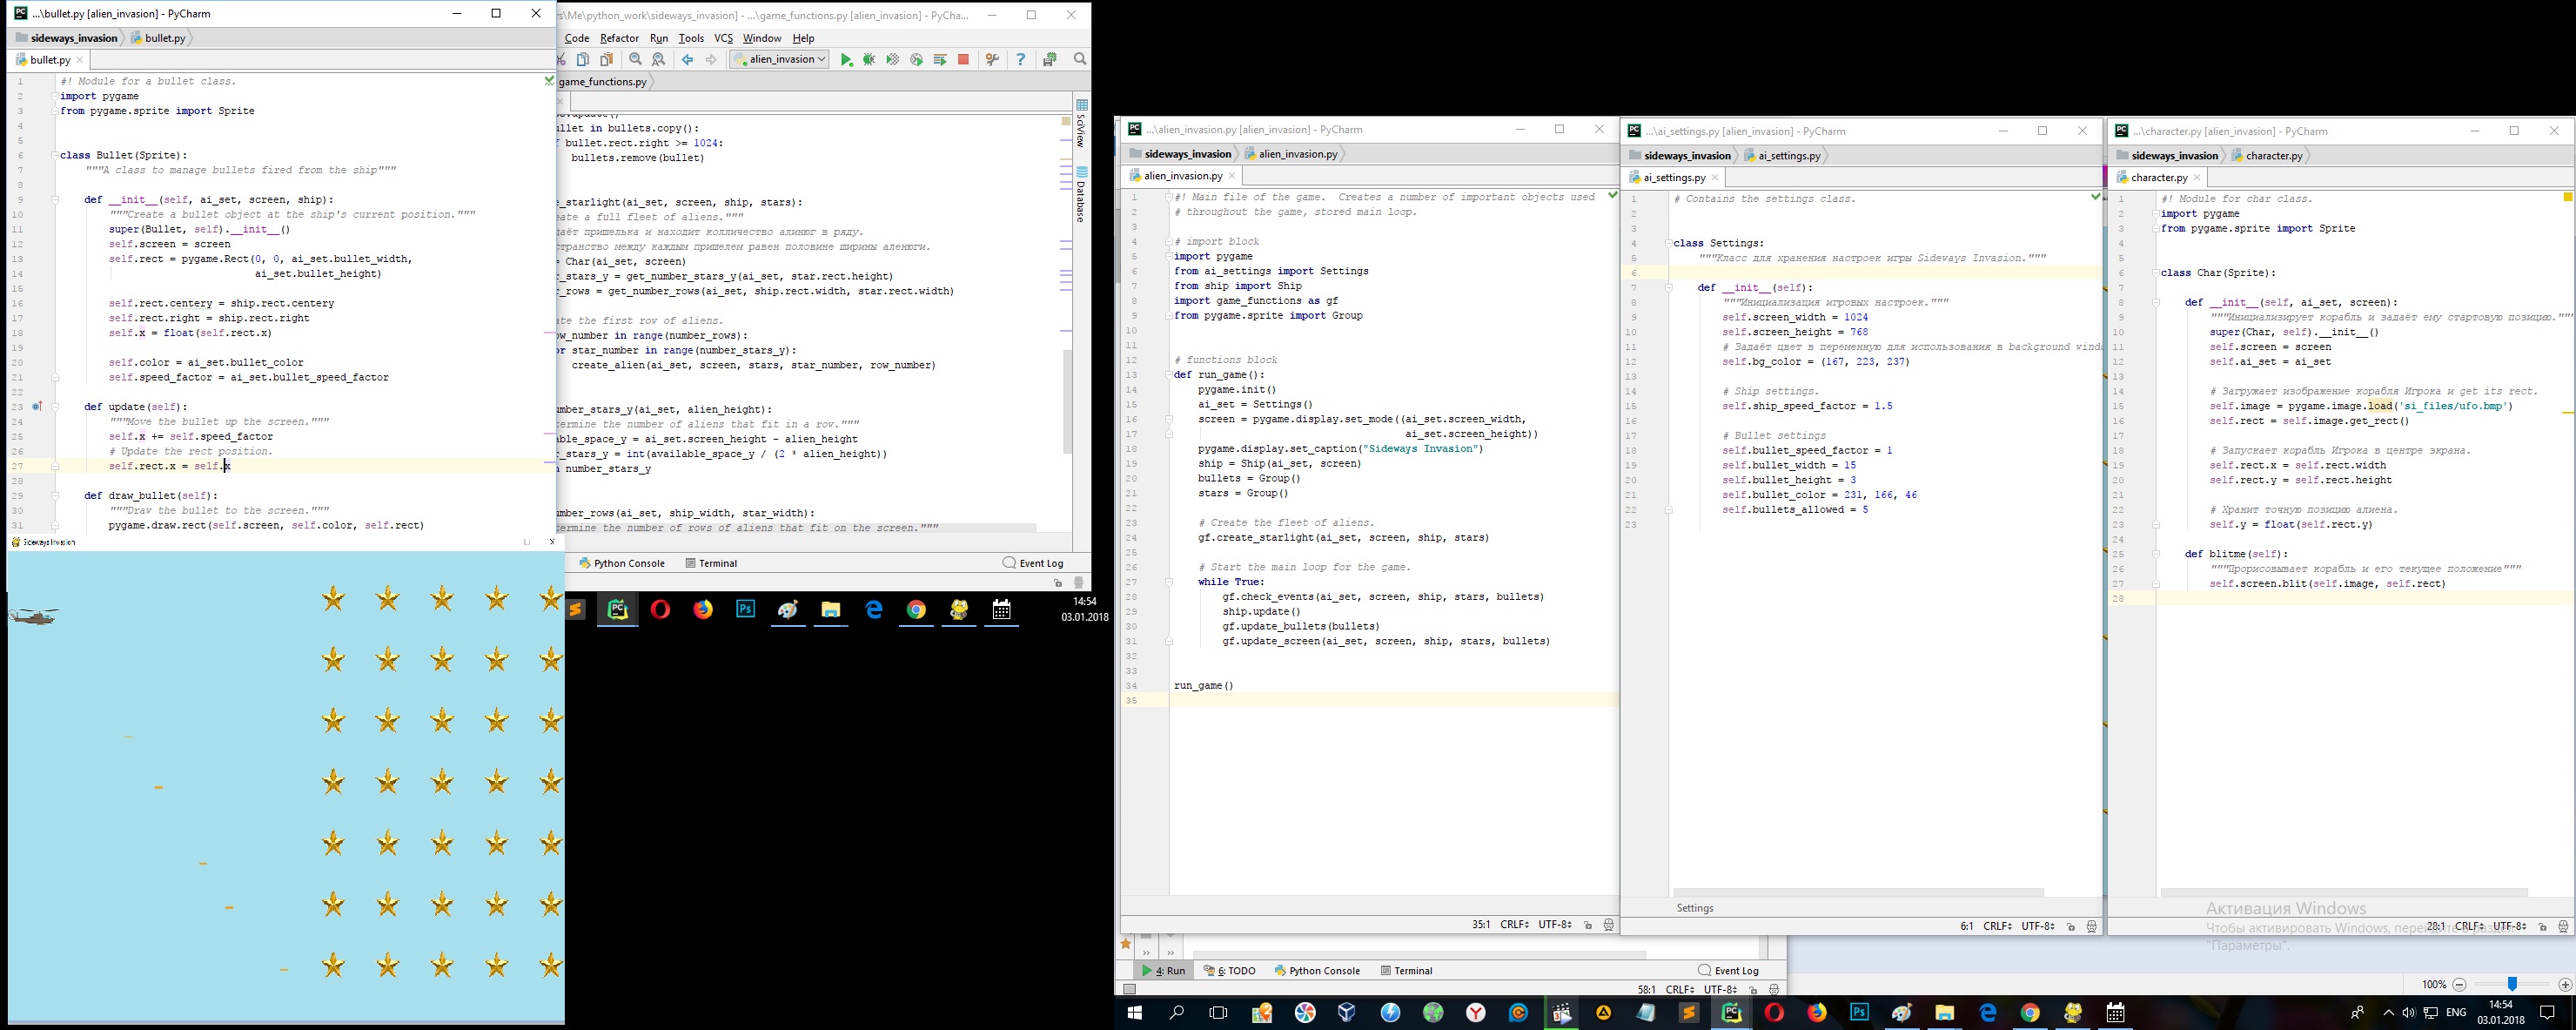 ...\bullet.py [alien_invasion] - PyCharm
sideways_invasion
bullet.py
bullet.py
1 #! Module for a bullet class.
2 import pygame
3 from pygame.sprite import Sprite
4
5
6 class Bullet(Sprite):
7 """A class to manage bullets fired from the ship"""
8
9 def __init__(self, ai_set, screen, ship):
10 """Create a bullet object at the ship's current position."""
11 super(Bullet, self).__init__()
12 self.screen = screen
13 self.rect = pygame.Rect(0, 0, ai_set.bullet_width,
14 ai_set.bullet_height)
15
16 self.rect.centery = ship.rect.centery
17 self.rect.right = ship.rect.right
18 self.x = float(self.rect.x)
19
20 self.color = ai_set.bullet_color
21 self.speed_factor = ai_set.bullet_speed_factor
22
23 def update(self):
24 """Move the bullet up the screen."""
25 self.x += self.speed_factor
26 # Update the rect position.
27 self.rect.x = self.x
28
29 def draw_bullet(self):
30 """Draw the bullet to the screen."""
31 pygame.draw.rect(self.screen, self.color, self.rect)
Sideways Invasion
s\Me\python_work\sideways_invasion] - ...\game_functions.py [alien_invasion] - PyCha...
Code Refactor Run Tools VCS Window Help
alien_invasion
game_functions.py
SciView
Database
s.update()
ullet in bullets.copy():
f bullet.rect.right >= 1024:
bullets.remove(bullet)
e_starlight(ai_set, screen, ship, stars):
eate a full fleet of aliens."""
даёт пришелька и находит колличество алинюг в ряду.
странство между каждым пришелем равен половине ширины аленюги.
= Char(ai_set, screen)
r_stars_y = get_number_stars_y(ai_set, star.rect.height)
r_rows = get_number_rows(ai_set, ship.rect.width, star.rect.width)
ate the first row of aliens.
ow_number in range(number_rows):
or star_number in range(number_stars_y):
create_alien(ai_set, screen, stars, star_number, row_number)
umber_stars_y(ai_set, alien_height):
termine the number of aliens that fit in a row."""
able_space_y = ai_set.screen_height - alien_height
r_stars_y = int(available_space_y / (2 * alien_height))
n number_stars_y
umber_rows(ai_set, ship_width, star_width):
termine the number of rovs of aliens that fit on the screen."""
Python Console
Terminal
Event Log
14:54
03.01.2018
...\alien_invasion.py [alien_invasion] - PyCharm
sideways_invasion
alien_invasion.py
alien_invasion.py
1 #! Main file of the game. Creates a number of important objects used
2 # throughout the game, stored main loop.
3
4 # import block
5 import pygame
6 from ai_settings import Settings
7 from ship import Ship
8 import game_functions as gf
9 from pygame.sprite import Group
10
11
12 # functions block
13 def run_game():
14 pygame.init()
15 ai_set = Settings()
16 screen = pygame.display.set_mode((ai_set.screen_width,
17 ai_set.screen_height))
18 pygame.display.set_caption("Sideways Invasion")
19 ship = Ship(ai_set, screen)
20 bullets = Group()
21 stars = Group()
22
23 # Create the fleet of aliens.
24 gf.create_starlight(ai_set, screen, ship, stars)
25
26 # Start the main loop for the game.
27 while True:
28 gf.check_events(ai_set, screen, ship, stars, bullets)
29 ship.update()
30 gf.update_bullets(bullets)
31 gf.update_screen(ai_set, screen, ship, stars, bullets)
32
33
34 run_game()
35
35:1 CRLF UTF-8
4: Run
6: TODO
Python Console
Terminal
Event Log
58:1 CRLF UTF-8
...\ai_settings.py [alien_invasion] - PyCharm
sideways_invasion
ai_settings.py
ai_settings.py
1 # Contains the settings class.
2
3
4 class Settings:
5 """Класс для хранения настроек игры Sideways Invasion."""
6
7 def __init__(self):
8 """Инициализация игровых настроек."""
9 self.screen_width = 1024
10 self.screen_height = 768
11 # Задаёт цвет в переменную для использования в background wind
12 self.bg_color = (167, 223, 237)
13
14 # Ship settings.
15 self.ship_speed_factor = 1.5
16
17 # Bullet settings
18 self.bullet_speed_factor = 1
19 self.bullet_width = 15
20 self.bullet_height = 3
21 self.bullet_color = 231, 166, 46
22 self.bullets_allowed = 5
23
Settings
6:1 CRLF UTF-8
...\character.py [alien_invasion] - PyCharm
sideways_invasion
character.py
character.py
1 #! Module for char class.
2 import pygame
3 from pygame.sprite import Sprite
4
5
6 class Char(Sprite):
7
8 def __init__(self, ai_set, screen):
9 """Инициализирует корабль и задаёт ему стартовую позицию."""
10 super(Char, self).__init__()
11 self.screen = screen
12 self.ai_set = ai_set
13
14 # Загружает изображение корабля Игрока и get its rect.
15 self.image = pygame.image.load('si_files/ufo.bmp')
16 self.rect = self.image.get_rect()
17
18 # Запускает корабль Игрока в центре экрана.
19 self.rect.x = self.rect.width
20 self.rect.y = self.rect.height
21
22 # Хранит точную позицию алиена.
23 self.y = float(self.rect.y)
24
25 def blitme(self):
26 """Прорисовывает корабль и его текущее положение"""
27 self.screen.blit(self.image, self.rect)
28
Активация Windows
Чтобы активировать Windows, перейдите в раздел
"Параметры".
28:1 CRLF UTF-8
100%
ENG
14:54
03.01.2018